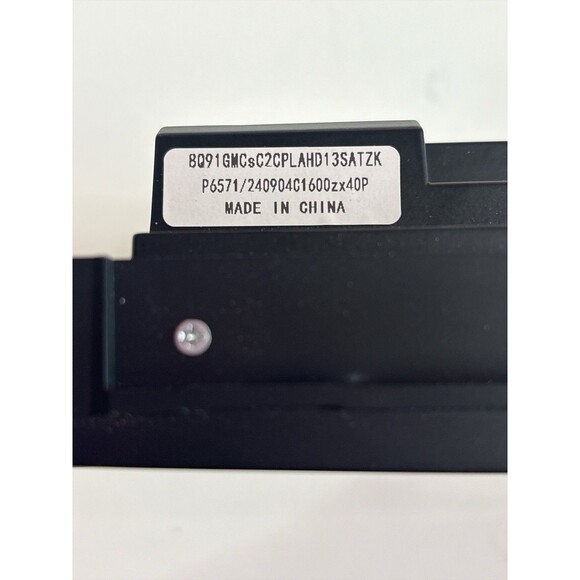 BQ91GMCsC2CPLAHD13SATZK
P6571/240904C1600zx40P
MADE IN CHINA